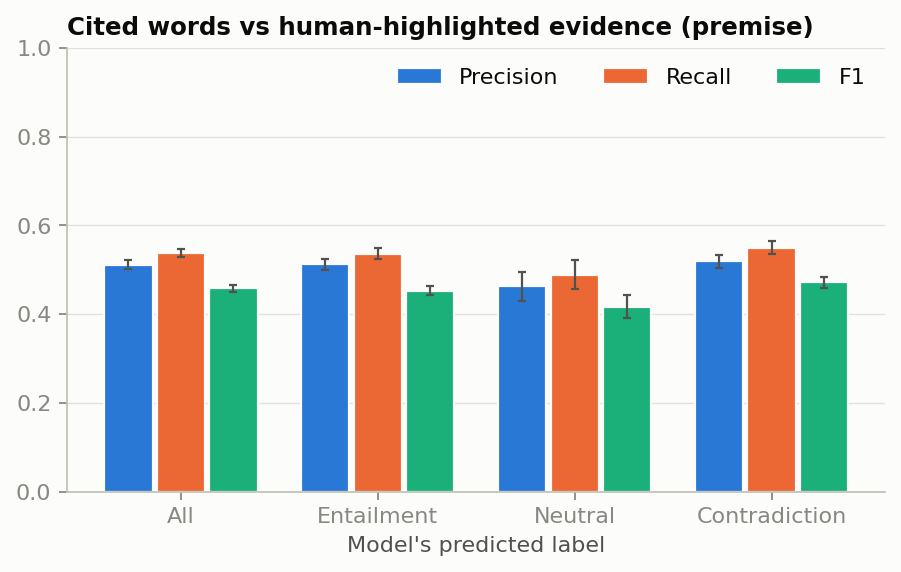 Cited words vs human-highlighted evidence (premise)
Precision Recall F1
1.0
0.8
0.6
0.4
0.2
0.0
All Entailment Neutral Contradiction
Model's predicted label